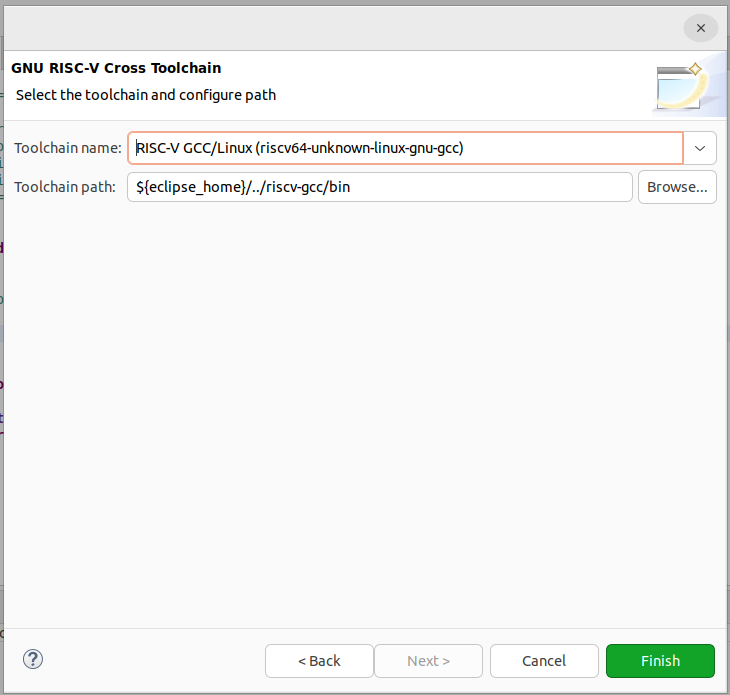 GNU RISC-V Cross Toolchain
Select the toolchain and configure path
Toolchain name: RISC-V GCC/Linux (riscv64-unknown-linux-gnu-gcc)
Toolchain path: ${eclipse_home}/../riscv-gcc/bin Browse...
< Back Next > Cancel Finish